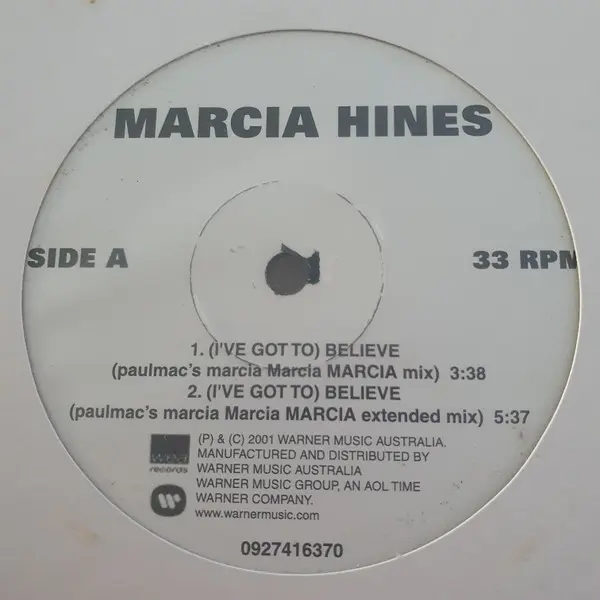 MARCIA HINES
SIDE A
33 RPM
1. (I'VE GOT TO) BELIEVE
(paulmac's marcia Marcia MARCIA mix) 3:38
2. (I'VE GOT TO) BELIEVE
(paulmac's marcia Marcia MARCIA extended mix) 5:37
wea
records
(P) & (C) 2001 WARNER MUSIC AUSTRALIA.
MANUFACTURED AND DISTRIBUTED BY
WARNER MUSIC AUSTRALIA
WARNER MUSIC GROUP, AN AOL TIME
WARNER COMPANY.
www.warnermusic.com
0927416370